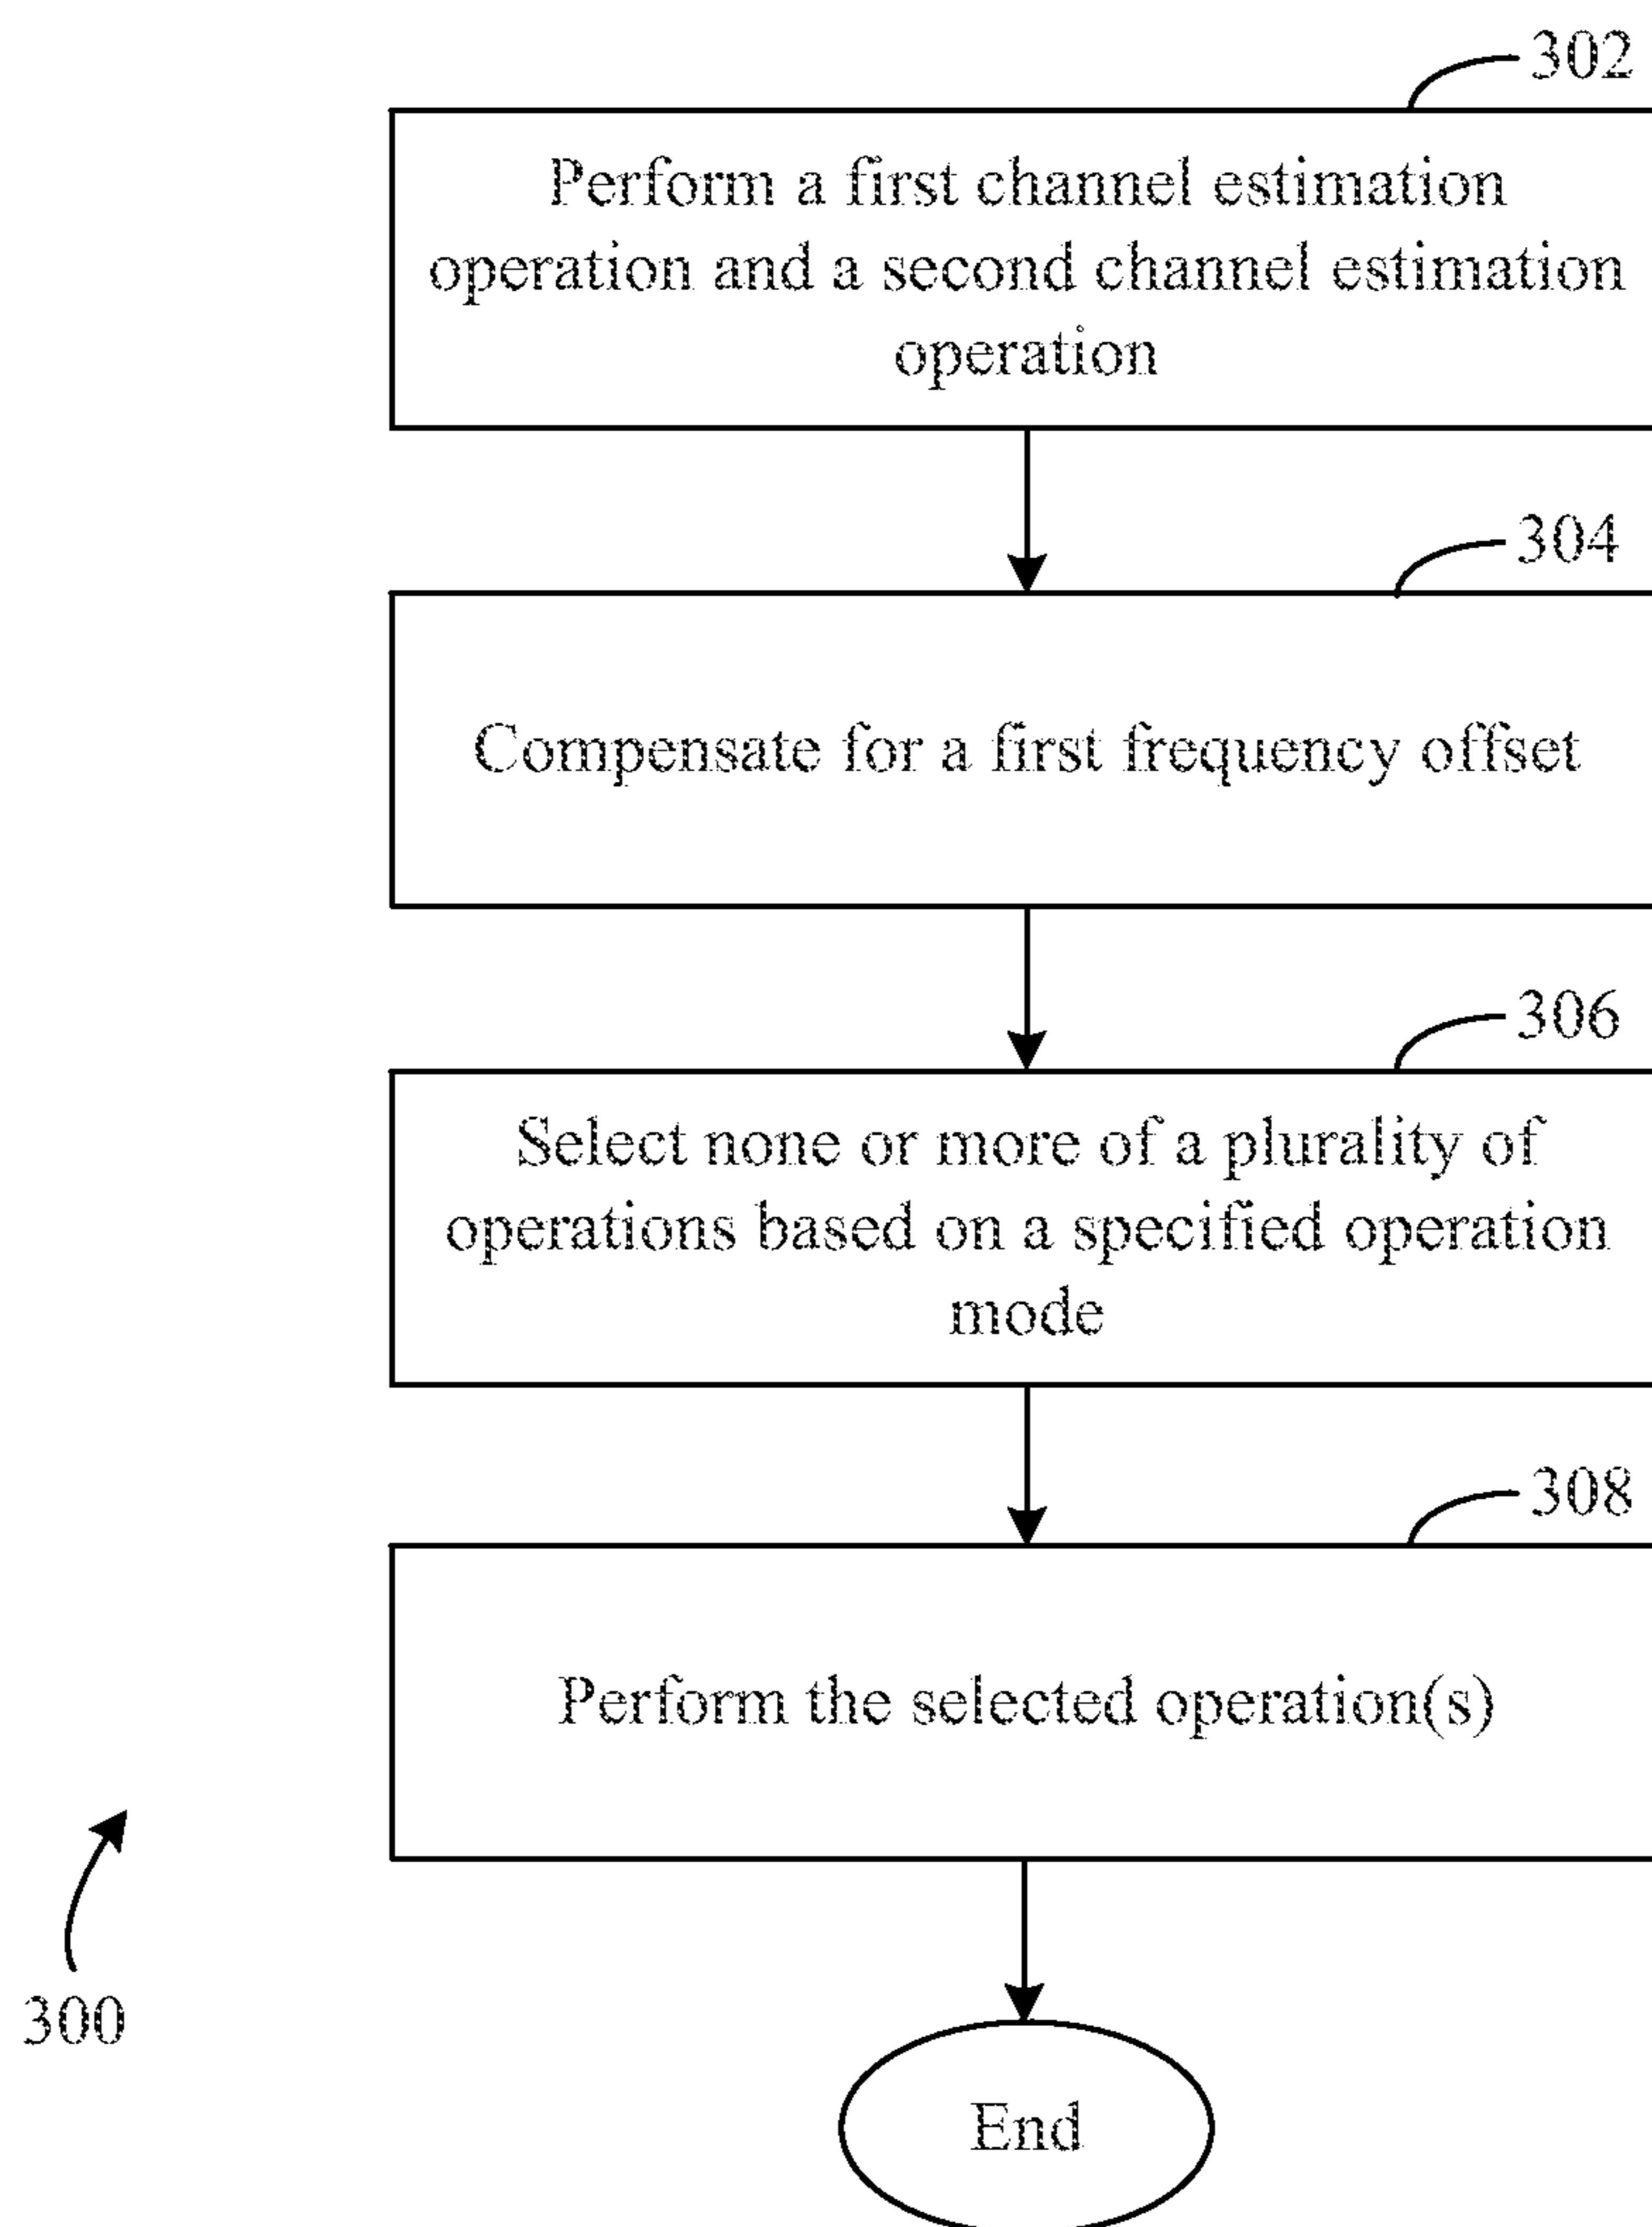 302
Perform a first channel estimation
operation and a second channel estimation
operation
304
Compensate for a first frequency offset
306
Select none or more of a plurality of
operations based on a specified operation
mode
308
Perform the selected operation(s)
300
End